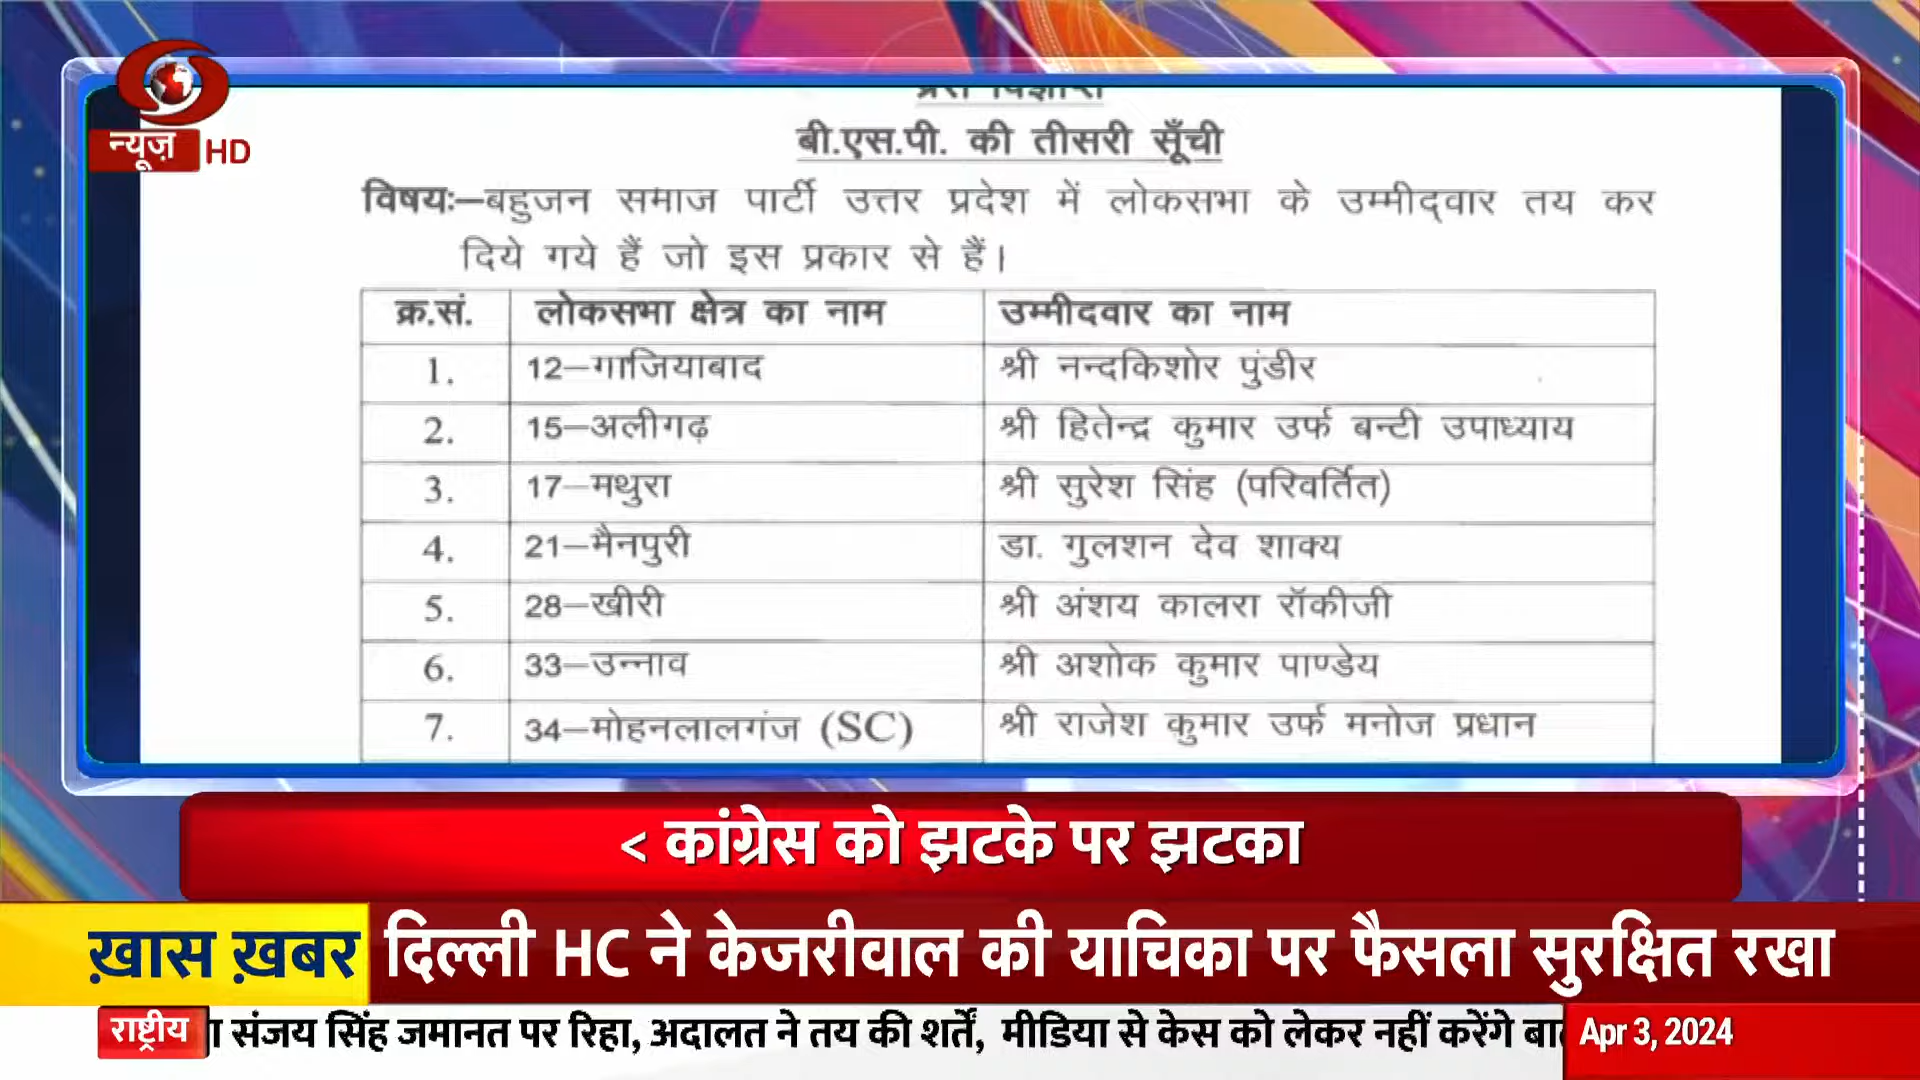 न्यूज़ HD
प्रेस विज्ञप्ति
बी.एस.पी. की तीसरी सूँची
विषयः–बहुजन समाज पार्टी उत्तर प्रदेश में लोकसभा के उम्मीद्वार तय कर
दिये गये हैं जो इस प्रकार से हैं।
क्र.सं. लोकसभा क्षेत्र का नाम उम्मीदवार का नाम
1. 12–गाजियाबाद श्री नन्दकिशोर पुंडीर
2. 15–अलीगढ़ श्री हितेन्द्र कुमार उर्फ बन्टी उपाध्याय
3. 17–मथुरा श्री सुरेश सिंह (परिवर्तित)
4. 21–मैनपुरी डा. गुलशन देव शाक्य
5. 28–खीरी श्री अंशय कालरा रॉकीजी
6. 33–उन्नाव श्री अशोक कुमार पाण्डेय
7. 34–मोहनलालगंज (SC) श्री राजेश कुमार उर्फ मनोज प्रधान
< कांग्रेस को झटके पर झटका
ख़ास ख़बर दिल्ली HC ने केजरीवाल की याचिका पर फैसला सुरक्षित रखा
राष्ट्रीय संजय सिंह जमानत पर रिहा, अदालत ने तय की शर्तें, मीडिया से केस को लेकर नहीं करेंगे Apr 3, 2024